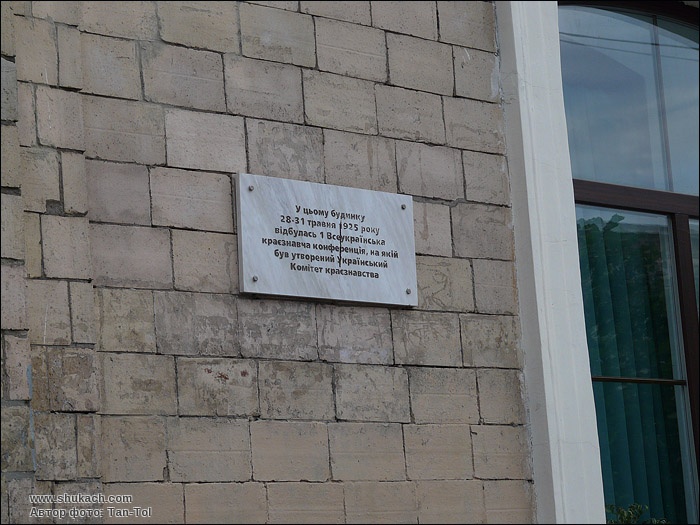 У цьому будинку
28-31 травня 1925 року
відбулась 1 Всеукраїнська
краєзнавча конференція, на якій
був утворений Український
Комітет краєзнавства
www.shukach.com
Автор фото: Tan-Tol